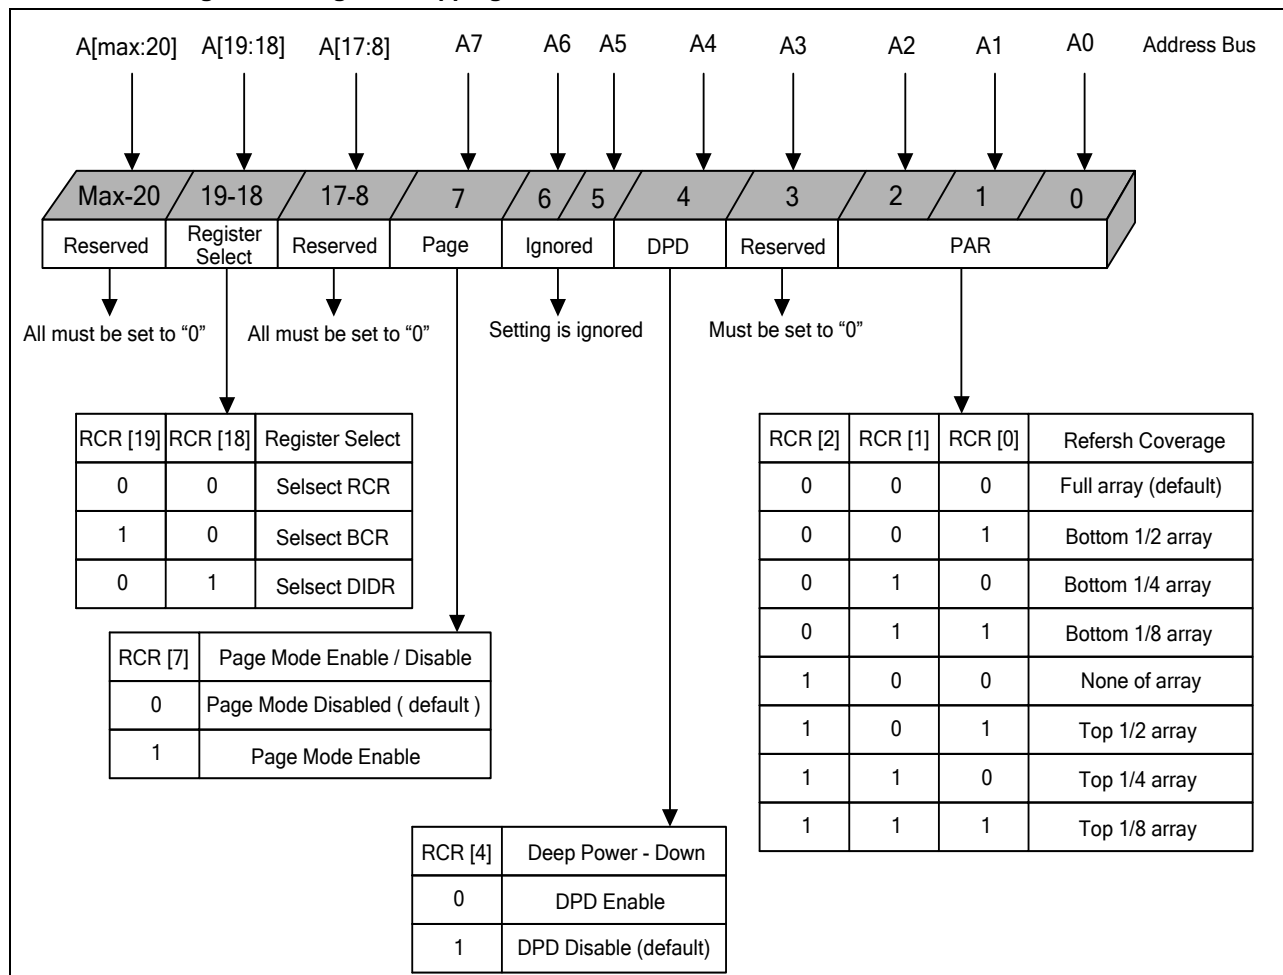 A[max:20] A[19:18] A[17:8] A7 A6 A5 A4 A3 A2 A1 A0 Address Bus
Max-20 19-18 17-8 7 6 5 4 3 2 1 0
Reserved Register Select Reserved Page Ignored DPD Reserved PAR
All must be set to “0” All must be set to “0” Setting is ignored Must be set to “0”
RCR [19] RCR [18] Register Select
0 0 Selsect RCR
1 0 Selsect BCR
0 1 Selsect DIDR
RCR [7] Page Mode Enable / Disable
0 Page Mode Disabled ( default )
1 Page Mode Enable
RCR [4] Deep Power - Down
0 DPD Enable
1 DPD Disable (default)
RCR [2] RCR [1] RCR [0] Refersh Coverage
0 0 0 Full array (default)
0 0 1 Bottom 1/2 array
0 1 0 Bottom 1/4 array
0 1 1 Bottom 1/8 array
1 0 0 None of array
1 0 1 Top 1/2 array
1 1 0 Top 1/4 array
1 1 1 Top 1/8 array